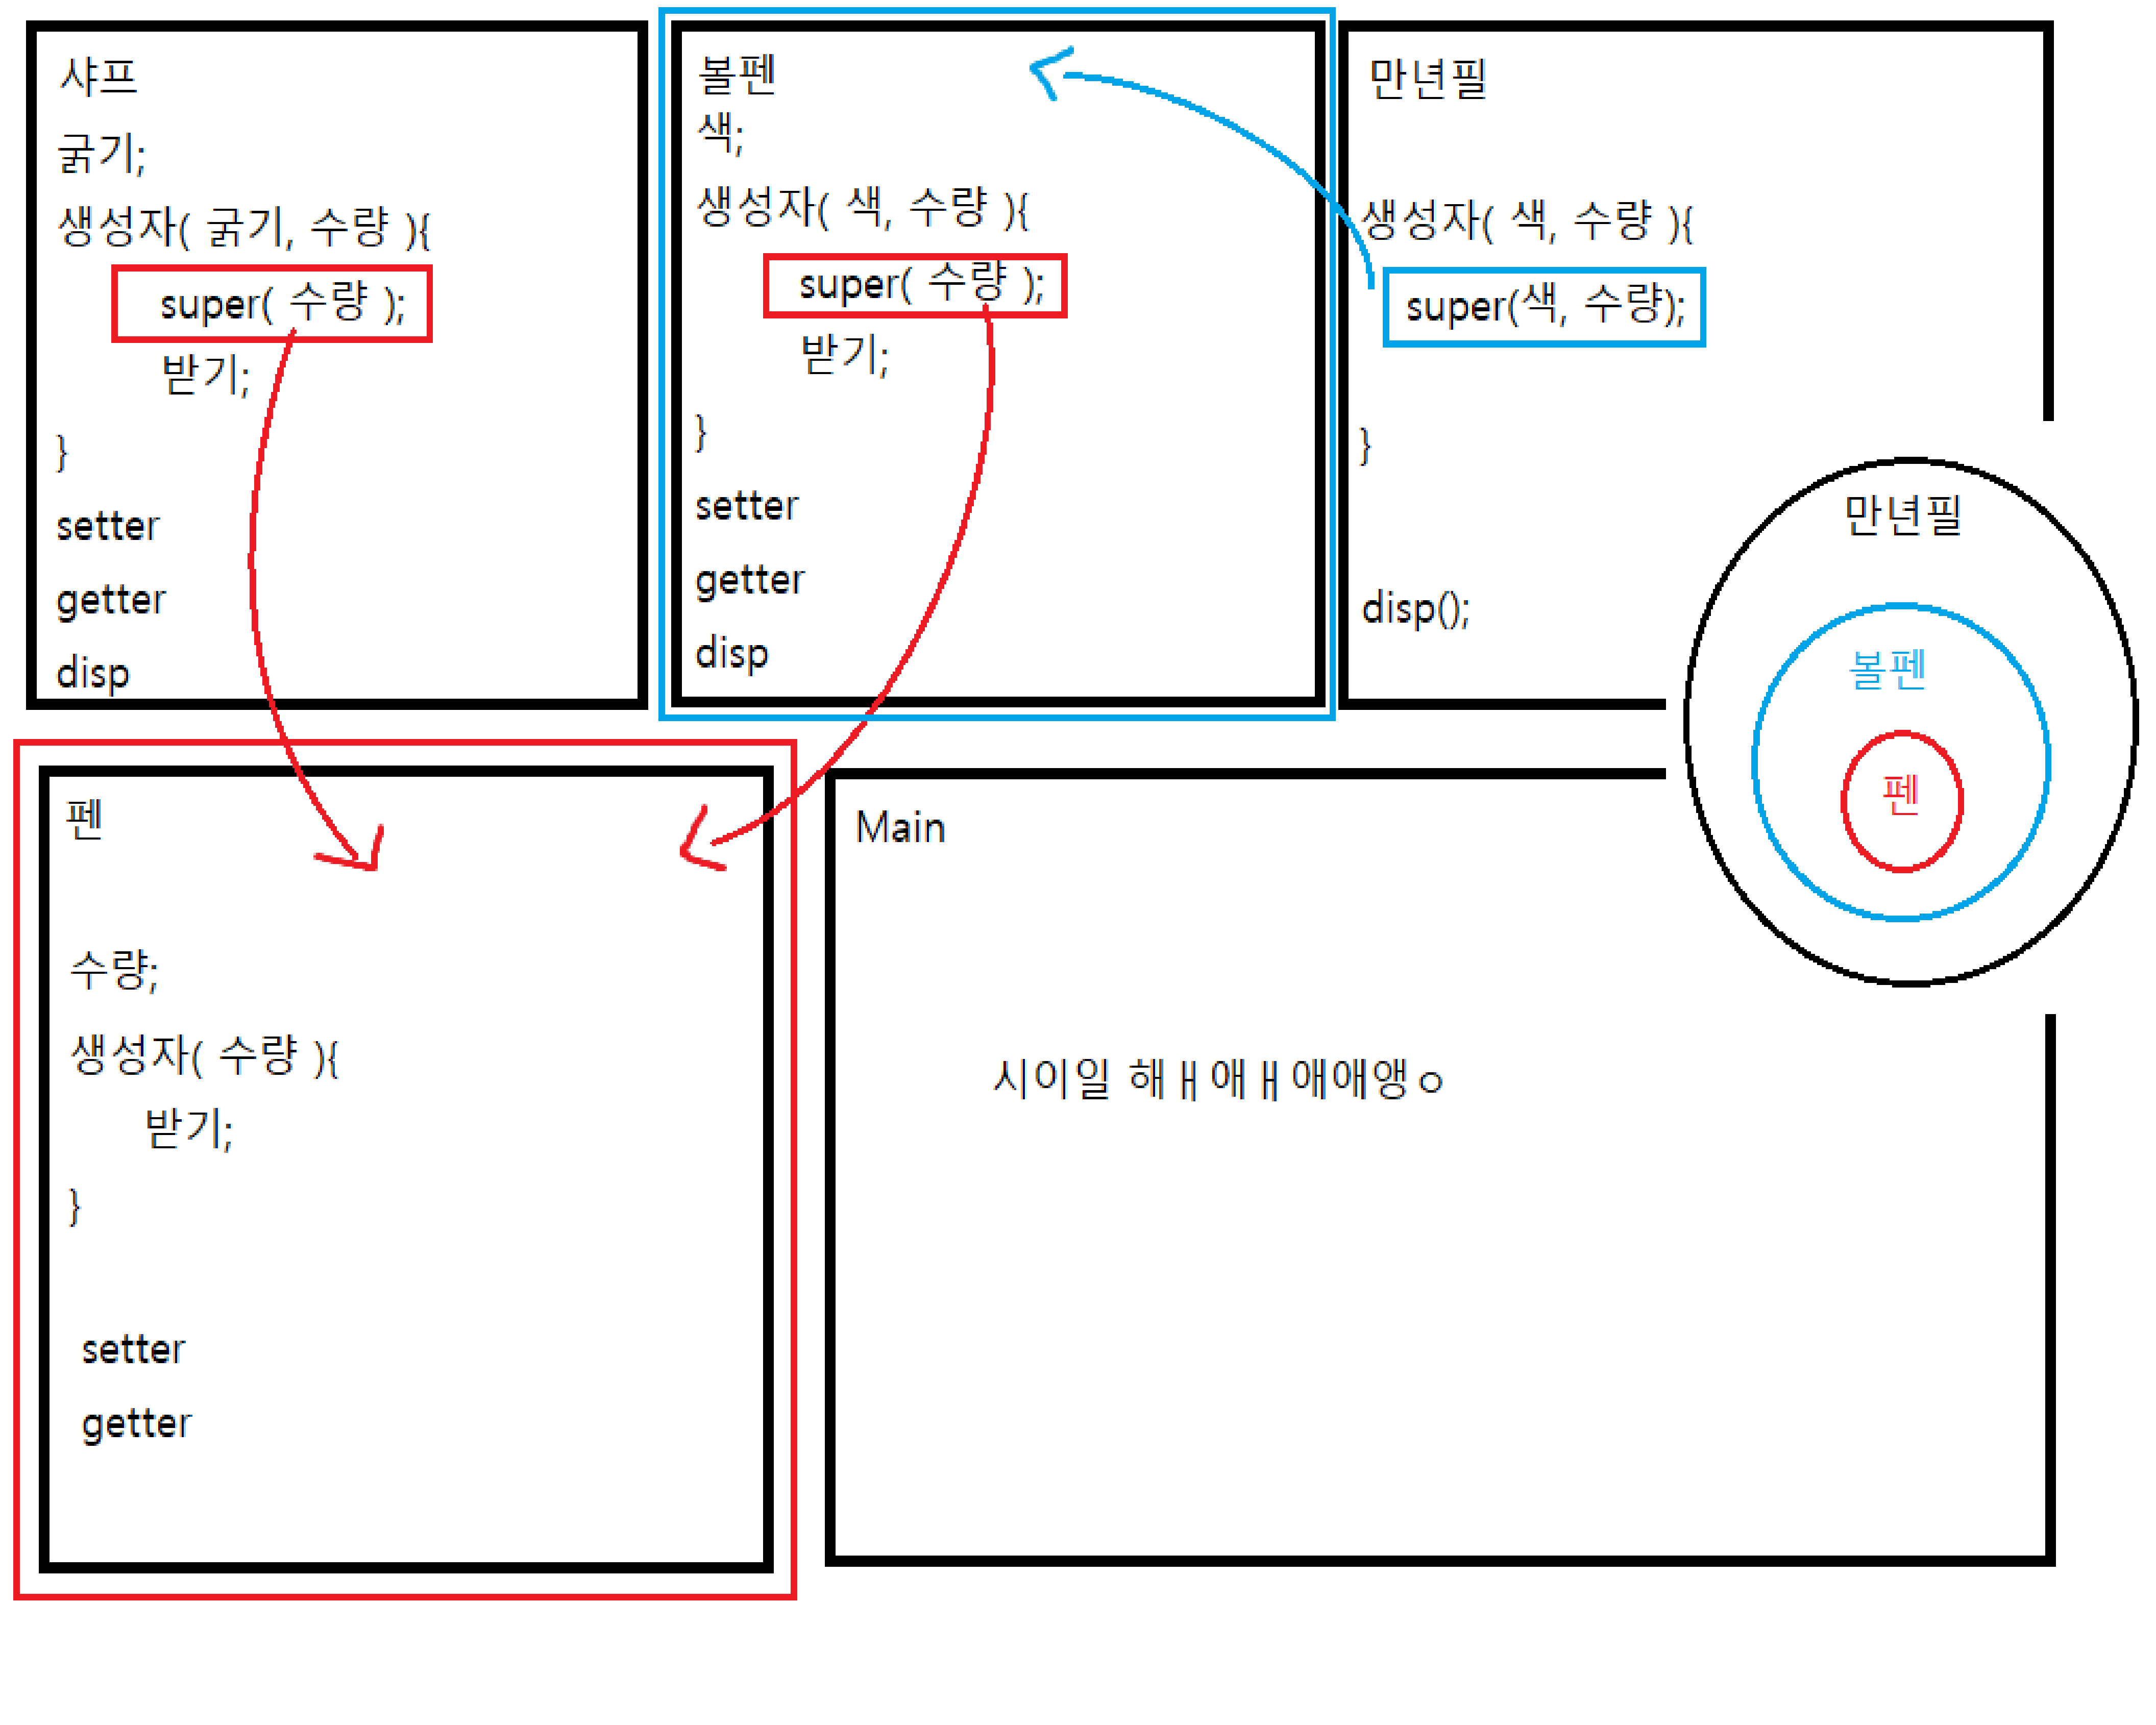 샤프
굵기;
생성자( 굵기, 수량 ){
super( 수량 );
받기;
}
setter
getter
disp
볼펜
색;
생성자( 색, 수량 ){
super( 수량 );
받기;
}
setter
getter
disp
만년필
생성자( 색, 수량 ){
super(색, 수량);
}
disp();
만년필
볼펜
펜
펜
수량;
생성자( 수량 ){
받기;
}
setter
getter
Main
시이일 해ㅐ애ㅐ애애앵ㅇ